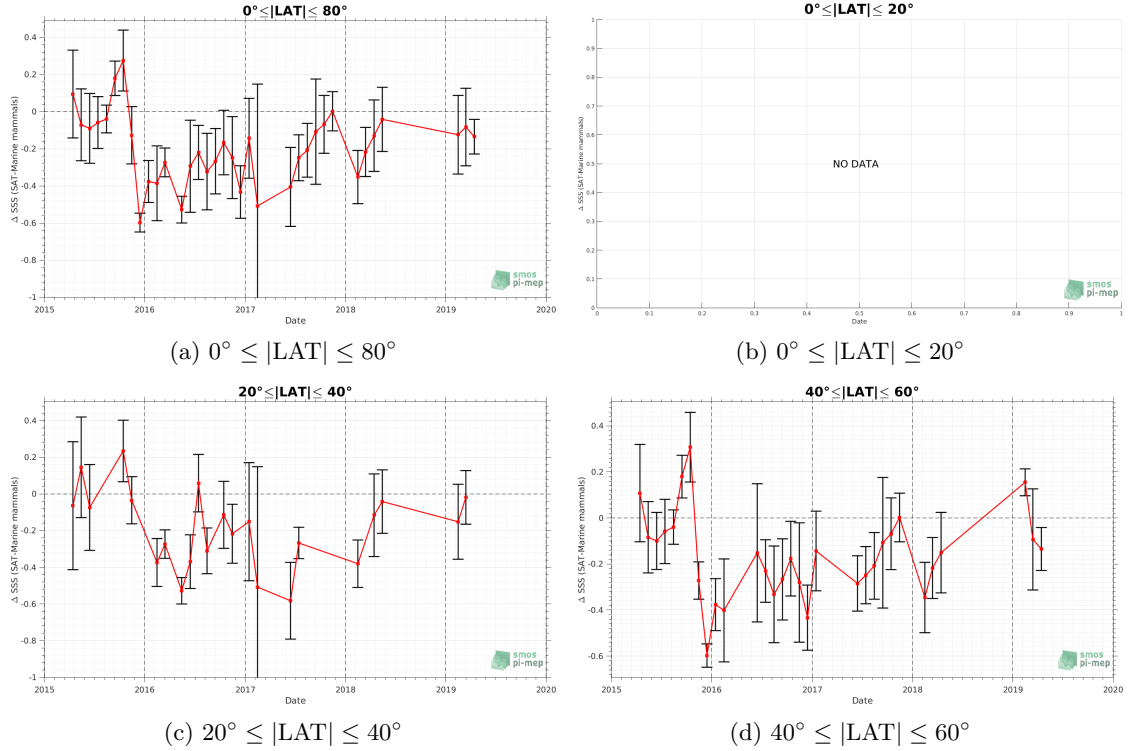 0°≤|LAT|≤ 80°
0.4
0.2
0
-0.2
-0.4
-0.6
-0.8
-1
Δ SSS (SAT-Marine mammals)
2015
2016
2017
2018
2019
2020
Date
smos
pi-mep
(a) 0° ≤ |LAT| ≤ 80°
0°≤|LAT|≤ 20°
1
0.9
0.8
0.7
0.6
0.5
0.4
0.3
0.2
0.1
0
Δ SSS (SAT-Marine mammals)
NO DATA
0
0.1
0.2
0.3
0.4
0.5
0.6
0.7
0.8
0.9
1
Date
smos
pi-mep
(b) 0° ≤ |LAT| ≤ 20°
20°≤|LAT|≤ 40°
0.4
0.2
0
-0.2
-0.4
-0.6
-0.8
-1
Δ SSS (SAT-Marine mammals)
2015
2016
2017
2018
2019
2020
Date
smos
pi-mep
(c) 20° ≤ |LAT| ≤ 40°
40°≤|LAT|≤ 60°
0.4
0.2
0
-0.2
-0.4
-0.6
Δ SSS (SAT-Marine mammals)
2015
2016
2017
2018
2019
2020
Date
smos
pi-mep
(d) 40° ≤ |LAT| ≤ 60°